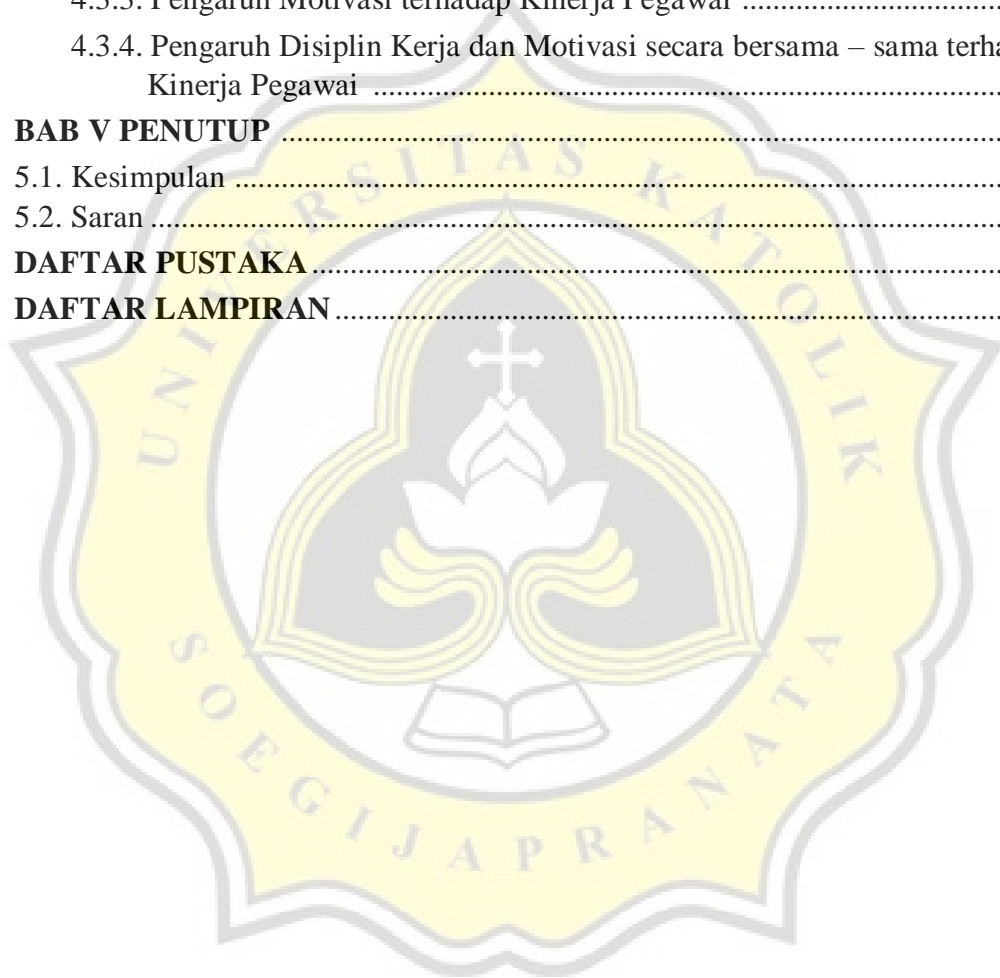 4.3.3. Pengaruh Motivasi terhadap Kinerja Pegawai ..............................
4.3.4. Pengaruh Disiplin Kerja dan Motivasi secara bersama – sama terha
Kinerja Pegawai ..............................
BAB V PENUTUP ..............................
5.1. Kesimpulan ..............................
5.2. Saran ..............................
DAFTAR PUSTAKA ..............................
DAFTAR LAMPIRAN ..............................
UNIVERSITAS KATOLIK
SOEGIJAPRANATA